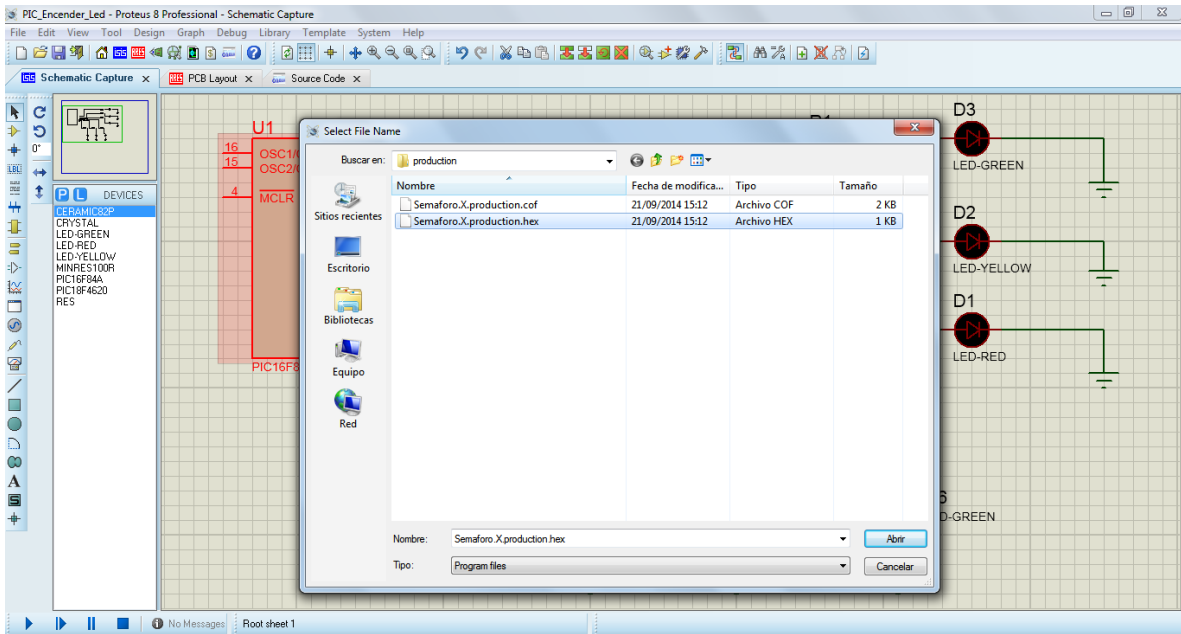 PIC_Encender_Led - Proteus 8 Professional - Schematic Capture
File Edit View Tool Design Graph Debug Library Template System Help
Schematic Capture x PCB Layout x Source Code x
0°
LBL
P L DEVICES
CERAMIC82P
CRYSTAL
LED-GREEN
LED-RED
LED-YELLOW
MINRES100R
PIC16F84A
PIC18F4620
RES
A
S
U1
16
15
4
OSC1/
OSC2/
MCLR
PIC16F8
Select File Name
Buscar en: production
Nombre Fecha de modifica... Tipo Tamaño
Semaforo.X.production.cof 21/09/2014 15:12 Archivo COF 2 KB
Semaforo.X.production.hex 21/09/2014 15:12 Archivo HEX 1 KB
Sitios recientes
Escritorio
Bibliotecas
Equipo
Red
Nombre: Semaforo.X.production.hex Abrir
Tipo: Program files Cancelar
D3
LED-GREEN
D2
LED-YELLOW
D1
LED-RED
D-GREEN
No Messages Root sheet 1